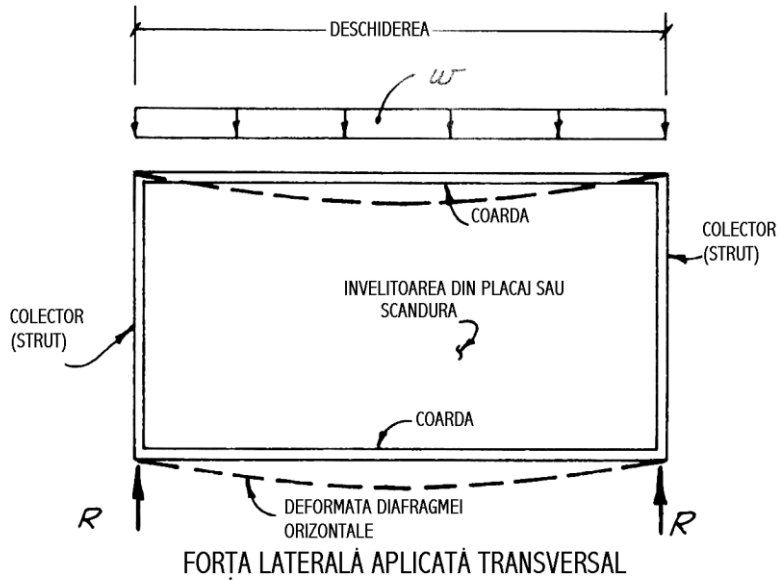 DESCHIDEREA
w
COARDA
COLECTOR
(STRUT)
INVELITOAREA DIN PLACAJ SAU
SCANDURA
COLECTOR
(STRUT)
COARDA
DEFORMATA DIAFRAGMEI
ORIZONTALE
R
R
FORȚA LATERALĂ APLICATĂ TRANSVERSAL